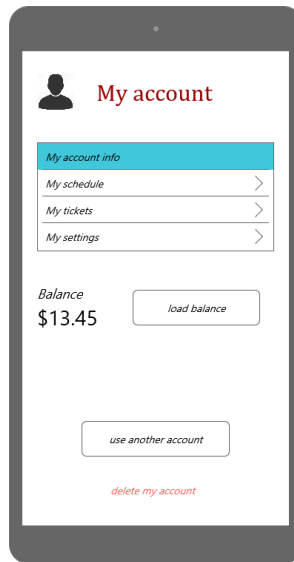 My account
My account info
My schedule
My tickets
My settings
Balance
$13.45
load balance
use another account
delete my account